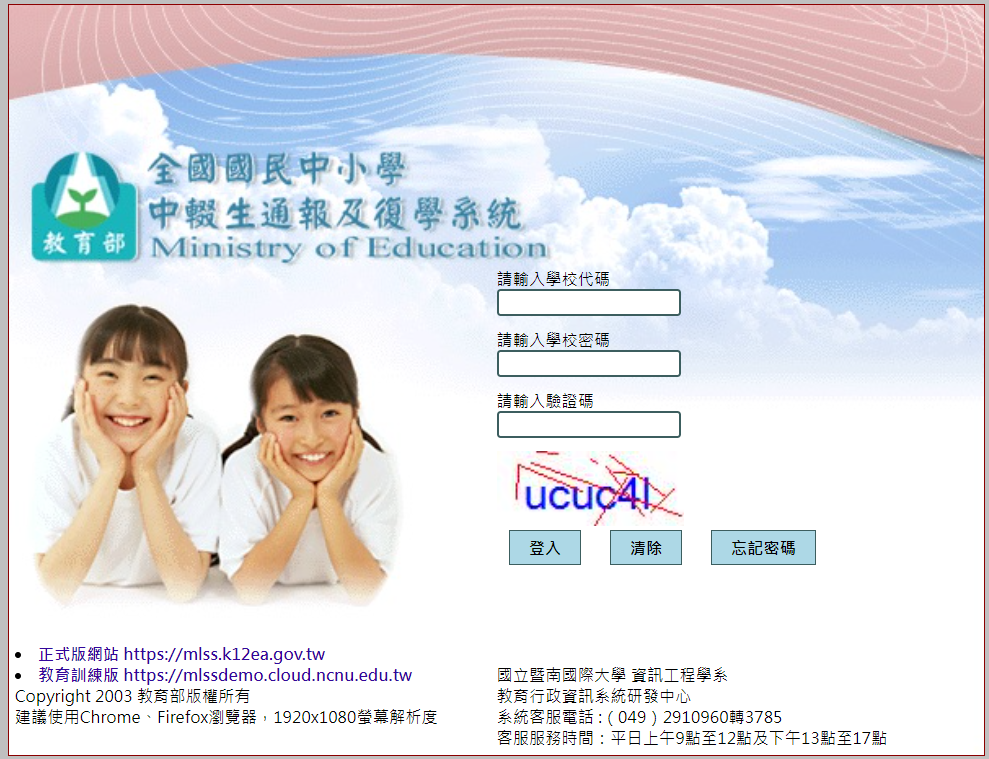 全國國民中小學
中輟生通報及復學系統
教育部
Ministry of Education
請輸入學校代碼
請輸入學校密碼
請輸入驗證碼
ucuc4l
登入 清除 忘記密碼
正式版網站 https://mlss.k12ea.gov.tw
教育訓練版 https://mlssdemo.cloud.ncnu.edu.tw
Copyright 2003 教育部版權所有
建議使用Chrome、Firefox瀏覽器，1920x1080螢幕解析度
國立暨南國際大學 資訊工程學系
教育行政資訊系統研發中心
系統客服電話 : ( 049 ) 2910960轉3785
客服服務時間：平日上午9點至12點及下午13點至17點